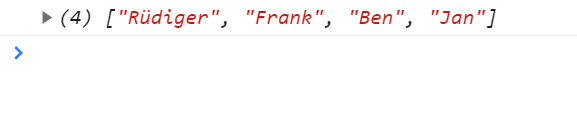 ▶(4) ["Rüdiger", "Frank", "Ben", "Jan"]